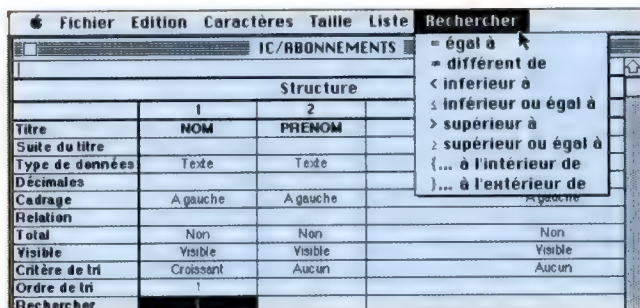 Fichier Edition Caractères Taille Liste Rechercher
IC/ABONNEMENTS
= égal à
≠ différent de
< inferieur à
≤ inférieur ou égal à
> supérieur à
≥ supérieur ou égal à
{... à l'intérieur de
}... à l'extérieur de
Structure
1 2
Titre NOM PRENOM
Suite du titre
Type de données Texte Texte
Décimales
Cadrage A gauche A gauche A gauche
Relation
Total Non Non Non
Visible Visible Visible Visible
Critère de tri Croissant Aucun Aucun
Ordre de tri 1
Rechercher {